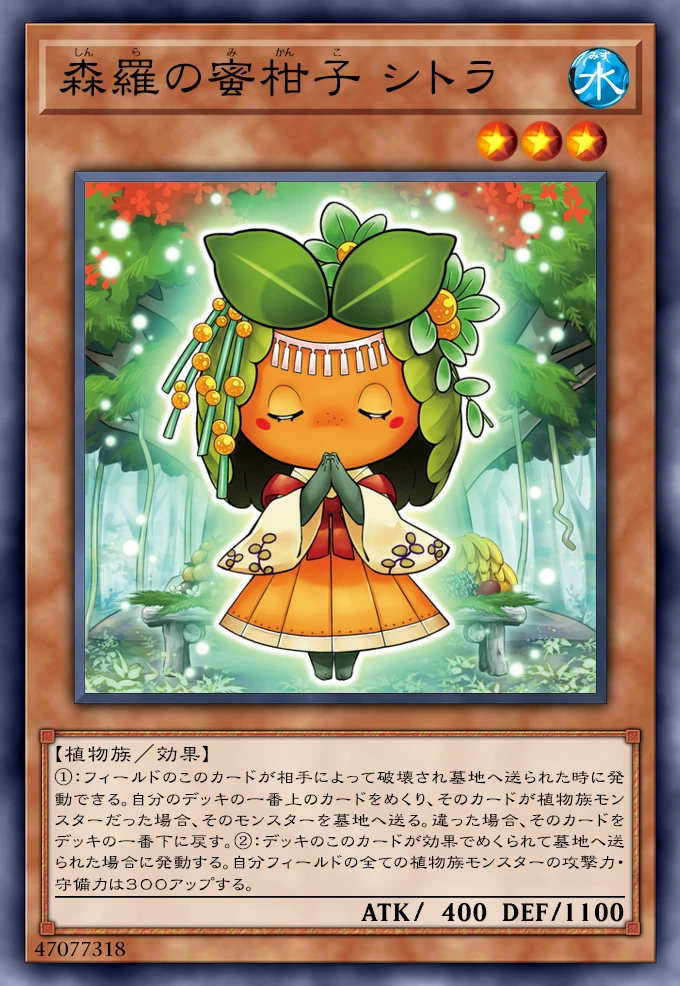 しん ら み かん こ
森羅の蜜柑子 シトラ
みず
水
【植物族／効果】
①：フィールドのこのカードが相手によって破壊され墓地へ送られた時に発
動できる。自分のデッキの一番上のカードをめくり、そのカードが植物族モン
スターだった場合、そのモンスターを墓地へ送る。違った場合、そのカードを
デッキの一番下に戻す。②：デッキのこのカードが効果でめくられて墓地へ送
られた場合に発動する。自分フィールドの全ての植物族モンスターの攻撃力・
守備力は３００アップする。
ATK/ 400 DEF/1100
47077318